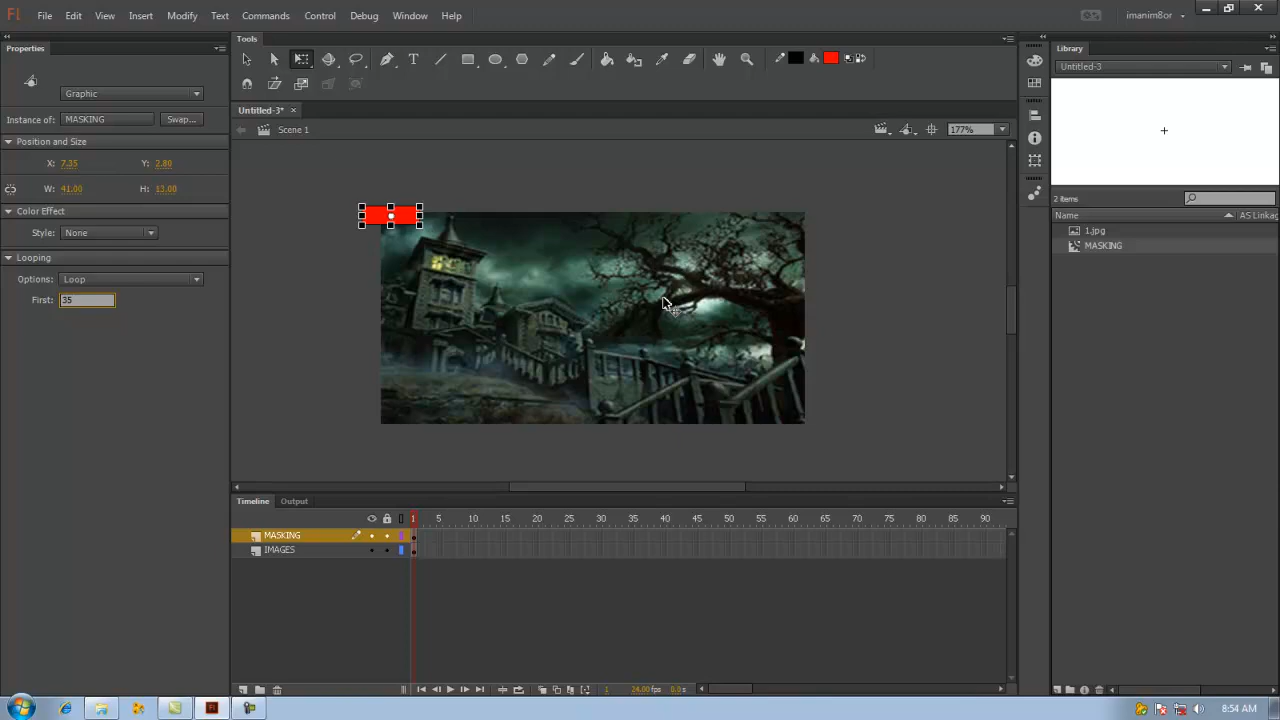 Fl File Edit View Insert Modify Text Commands Control Debug Window Help imanim8or
Properties
Graphic
Instance of: MASKING Swap...
Position and Size
X: 7.35 Y: 2.80
W: 41.00 H: 13.00
Color Effect
Style: None
Looping
Options: Loop
First: 35
Tools
Untitled-3* ×
Scene 1 177%
Timeline Output
1 5 10 15 20 25 30 35 40 45 50 55 60 65 70 75 80 85 90
MASKING
IMAGES
1 24.00fps 0.0s
Library
Untitled-3
2 items
Name AS Linkag
1.jpg
MASKING
8:54 AM